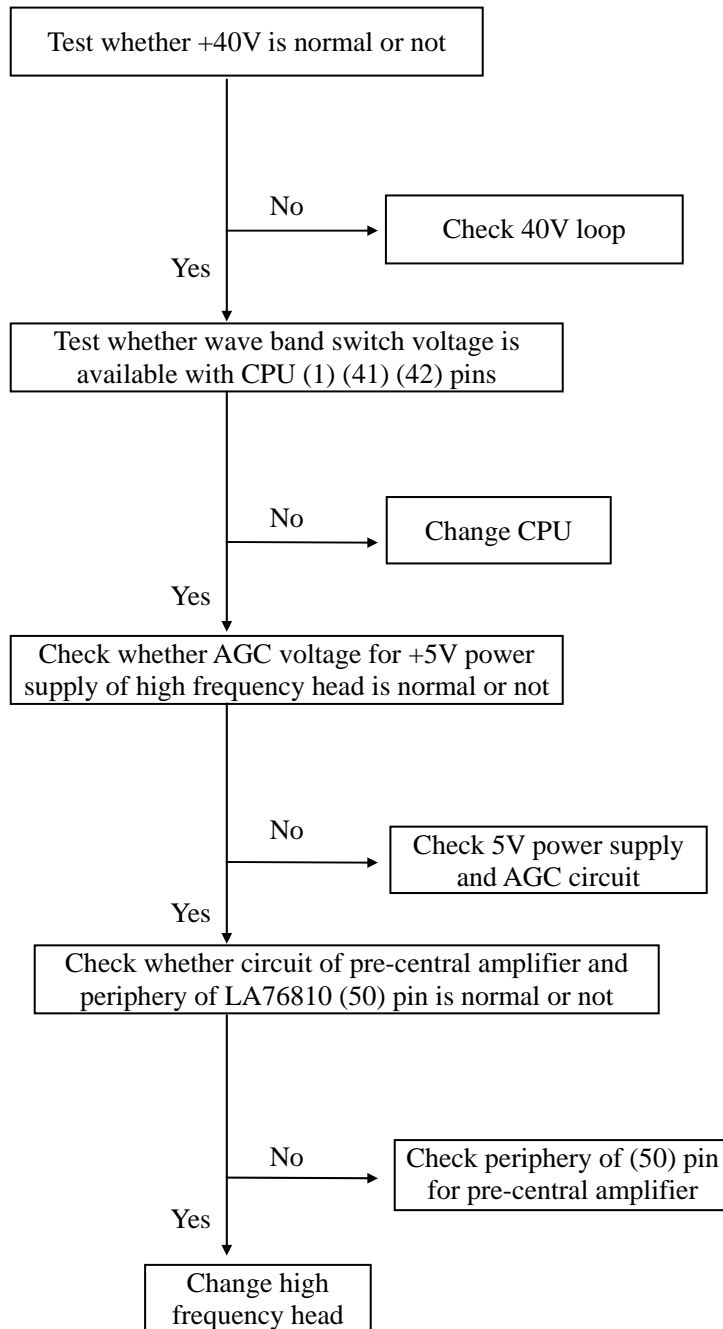 Test whether +40V is normal or not
No
Check 40V loop
Yes
Test whether wave band switch voltage is
available with CPU (1) (41) (42) pins
No
Change CPU
Yes
Check whether AGC voltage for +5V power
supply of high frequency head is normal or not
No
Check 5V power supply
and AGC circuit
Yes
Check whether circuit of pre-central amplifier and
periphery of LA76810 (50) pin is normal or not
No
Check periphery of (50) pin
for pre-central amplifier
Yes
Change high
frequency head